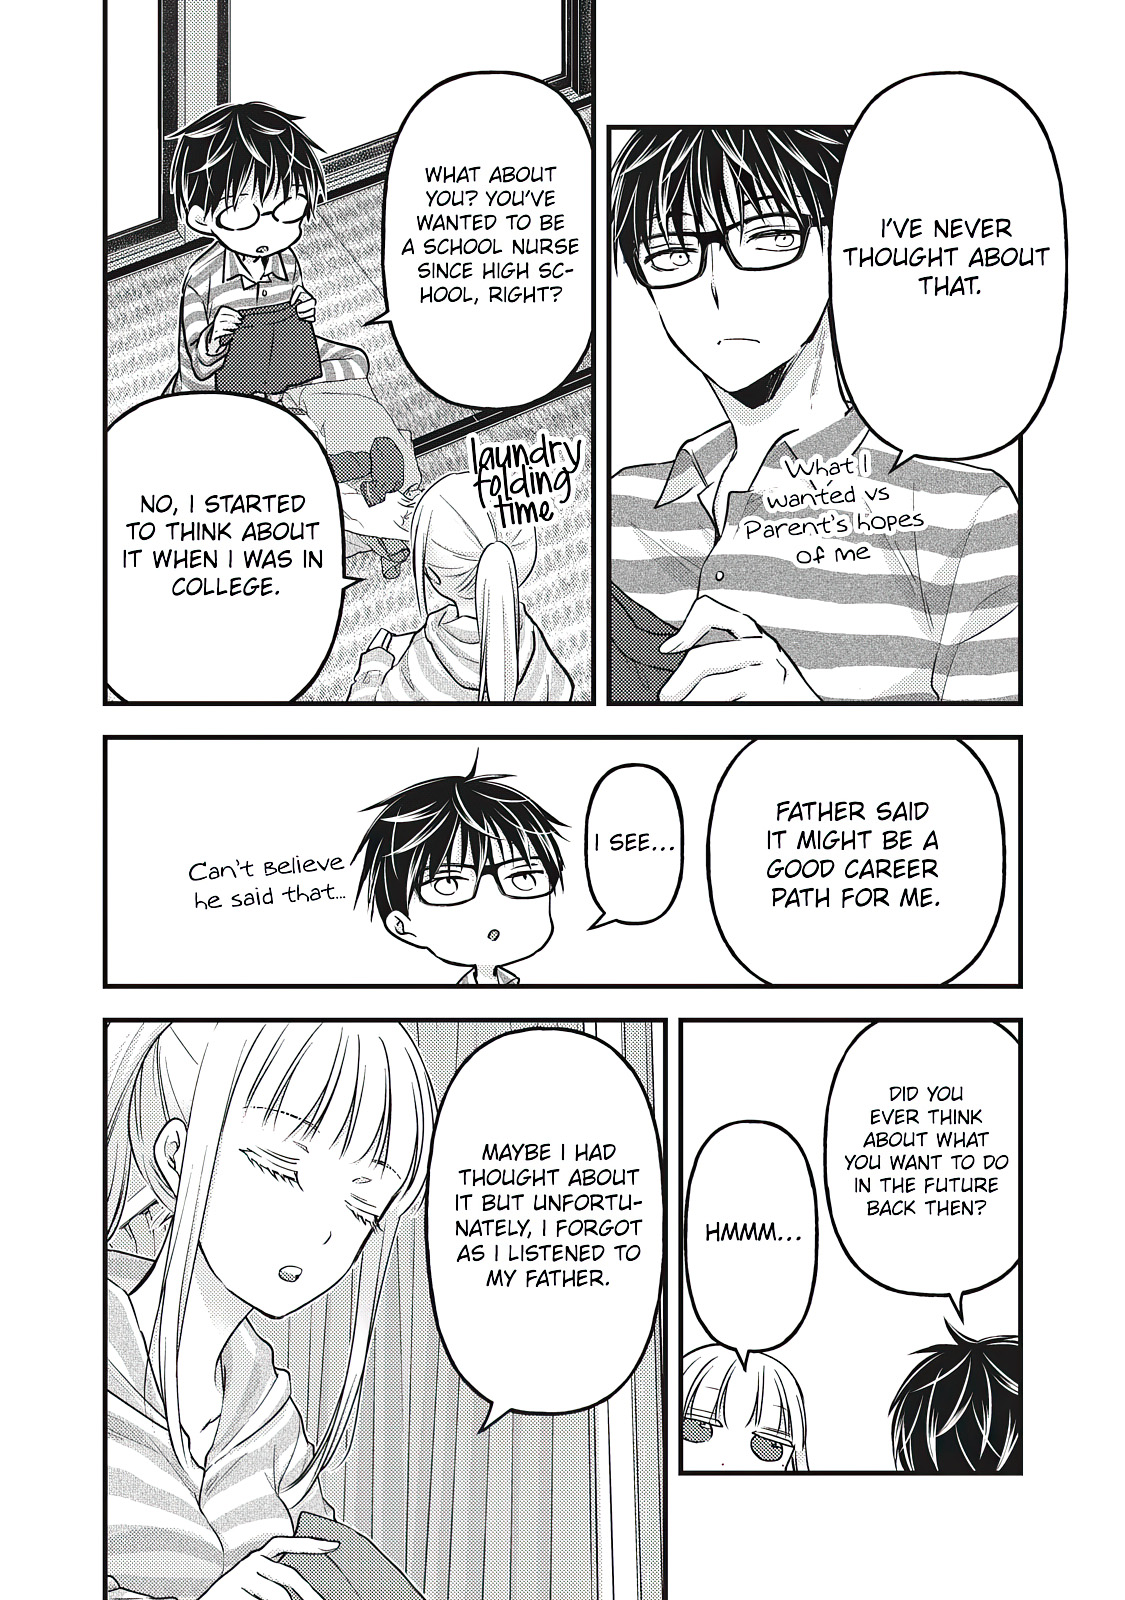 I'VE NEVER
THOUGHT ABOUT
THAT.
What I
wanted vs
Parent's hopes
of me
WHAT ABOUT
YOU? YOU'VE
WANTED TO BE
A SCHOOL NURSE
SINCE HIGH SC-
HOOL, RIGHT?
laundry
folding
time
NO, I STARTED
TO THINK ABOUT
IT WHEN I WAS IN
COLLEGE.
FATHER SAID
IT MIGHT BE A
GOOD CAREER
PATH FOR ME.
I SEE...
Can't Believe
he said that...
DID YOU
EVER THINK
ABOUT WHAT
YOU WANT TO DO
IN THE FUTURE
BACK THEN?
HMMM...
MAYBE I HAD
THOUGHT ABOUT
IT BUT UNFORTU-
NATELY, I FORGOT
AS I LISTENED TO
MY FATHER.